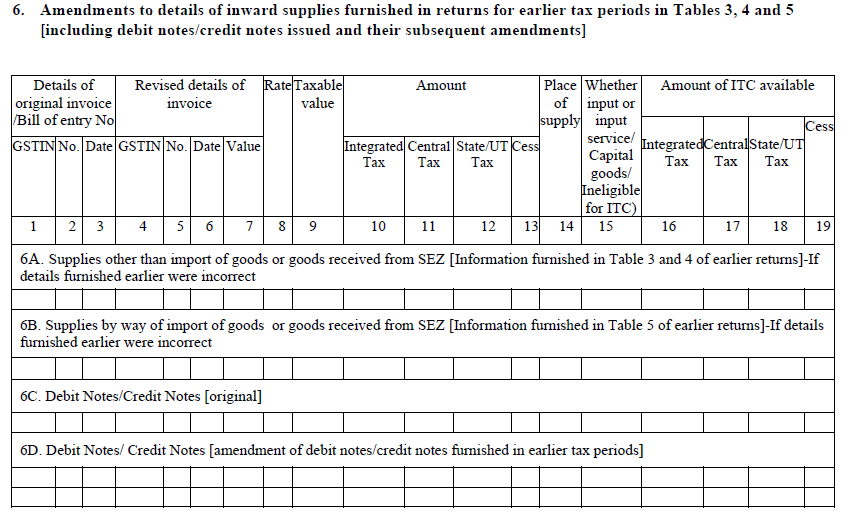 6. Amendments to details of inward supplies furnished in returns for earlier tax periods in Tables 3, 4 and 5
[including debit notes/credit notes issued and their subsequent amendments]
Details of original invoice /Bill of entry No
Revised details of invoice
Rate
Taxable value
Amount
Place of supply
Whether input or input service/ Capital goods/ Ineligible for ITC)
Amount of ITC available
GSTIN No. Date GSTIN No. Date Value
Integrated Tax
Central Tax
State/UT Tax
Cess
Integrated Tax
Central Tax
State/UT Tax
Cess
1 2 3 4 5 6 7 8 9 10 11 12 13 14 15 16 17 18 19
6A. Supplies other than import of goods or goods received from SEZ [Information furnished in Table 3 and 4 of earlier returns]-If
details furnished earlier were incorrect
6B. Supplies by way of import of goods or goods received from SEZ [Information furnished in Table 5 of earlier returns]-If details
furnished earlier were incorrect
6C. Debit Notes/Credit Notes [original]
6D. Debit Notes/ Credit Notes [amendment of debit notes/credit notes furnished in earlier tax periods]